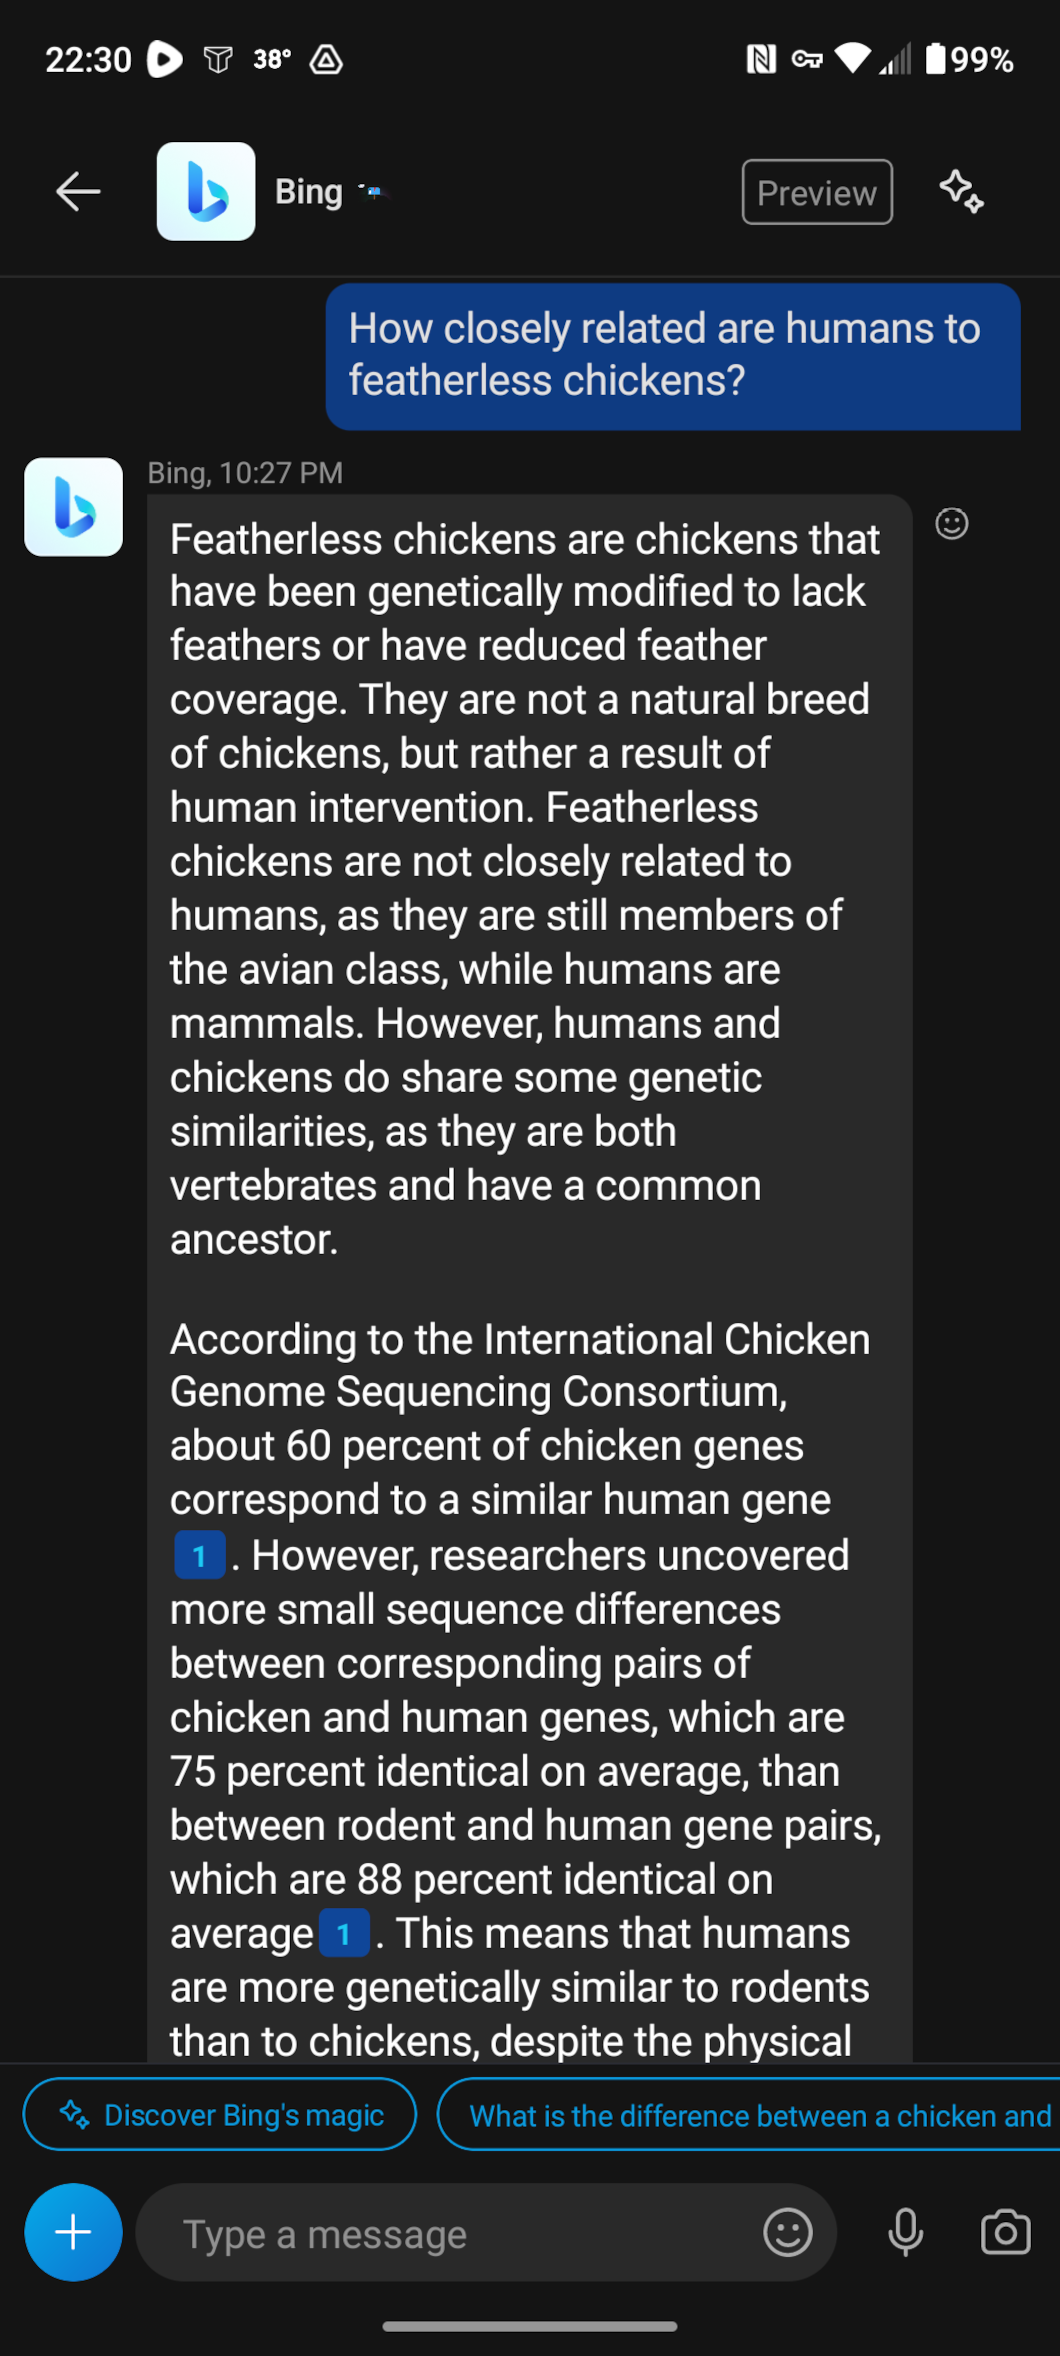 22:30 38° 99%
Bing Preview
How closely related are humans to
featherless chickens?
Bing, 10:27 PM
Featherless chickens are chickens that
have been genetically modified to lack
feathers or have reduced feather
coverage. They are not a natural breed
of chickens, but rather a result of
human intervention. Featherless
chickens are not closely related to
humans, as they are still members of
the avian class, while humans are
mammals. However, humans and
chickens do share some genetic
similarities, as they are both
vertebrates and have a common
ancestor.
According to the International Chicken
Genome Sequencing Consortium,
about 60 percent of chicken genes
correspond to a similar human gene
1 . However, researchers uncovered
more small sequence differences
between corresponding pairs of
chicken and human genes, which are
75 percent identical on average, than
between rodent and human gene pairs,
which are 88 percent identical on
average 1 . This means that humans
are more genetically similar to rodents
than to chickens, despite the physical
Discover Bing's magic What is the difference between a chicken and
Type a message